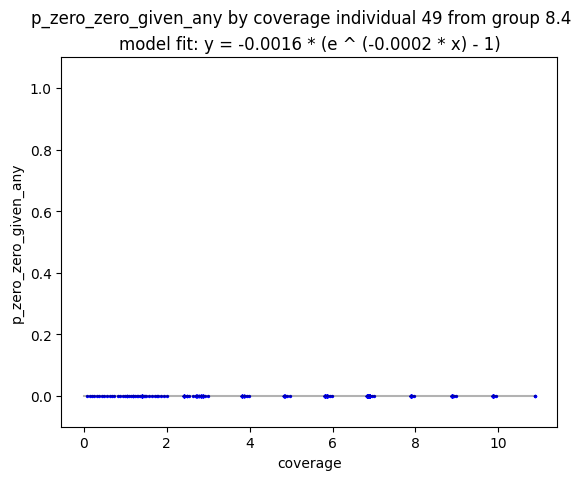 p_zero_zero_given_any by coverage individual 49 from group 8.4
model fit: y = -0.0016 * (e ^ (-0.0002 * x) - 1)
1.0
0.8
0.6
0.4
0.2
0.0
p_zero_zero_given_any
0 2 4 6 8 10
coverage